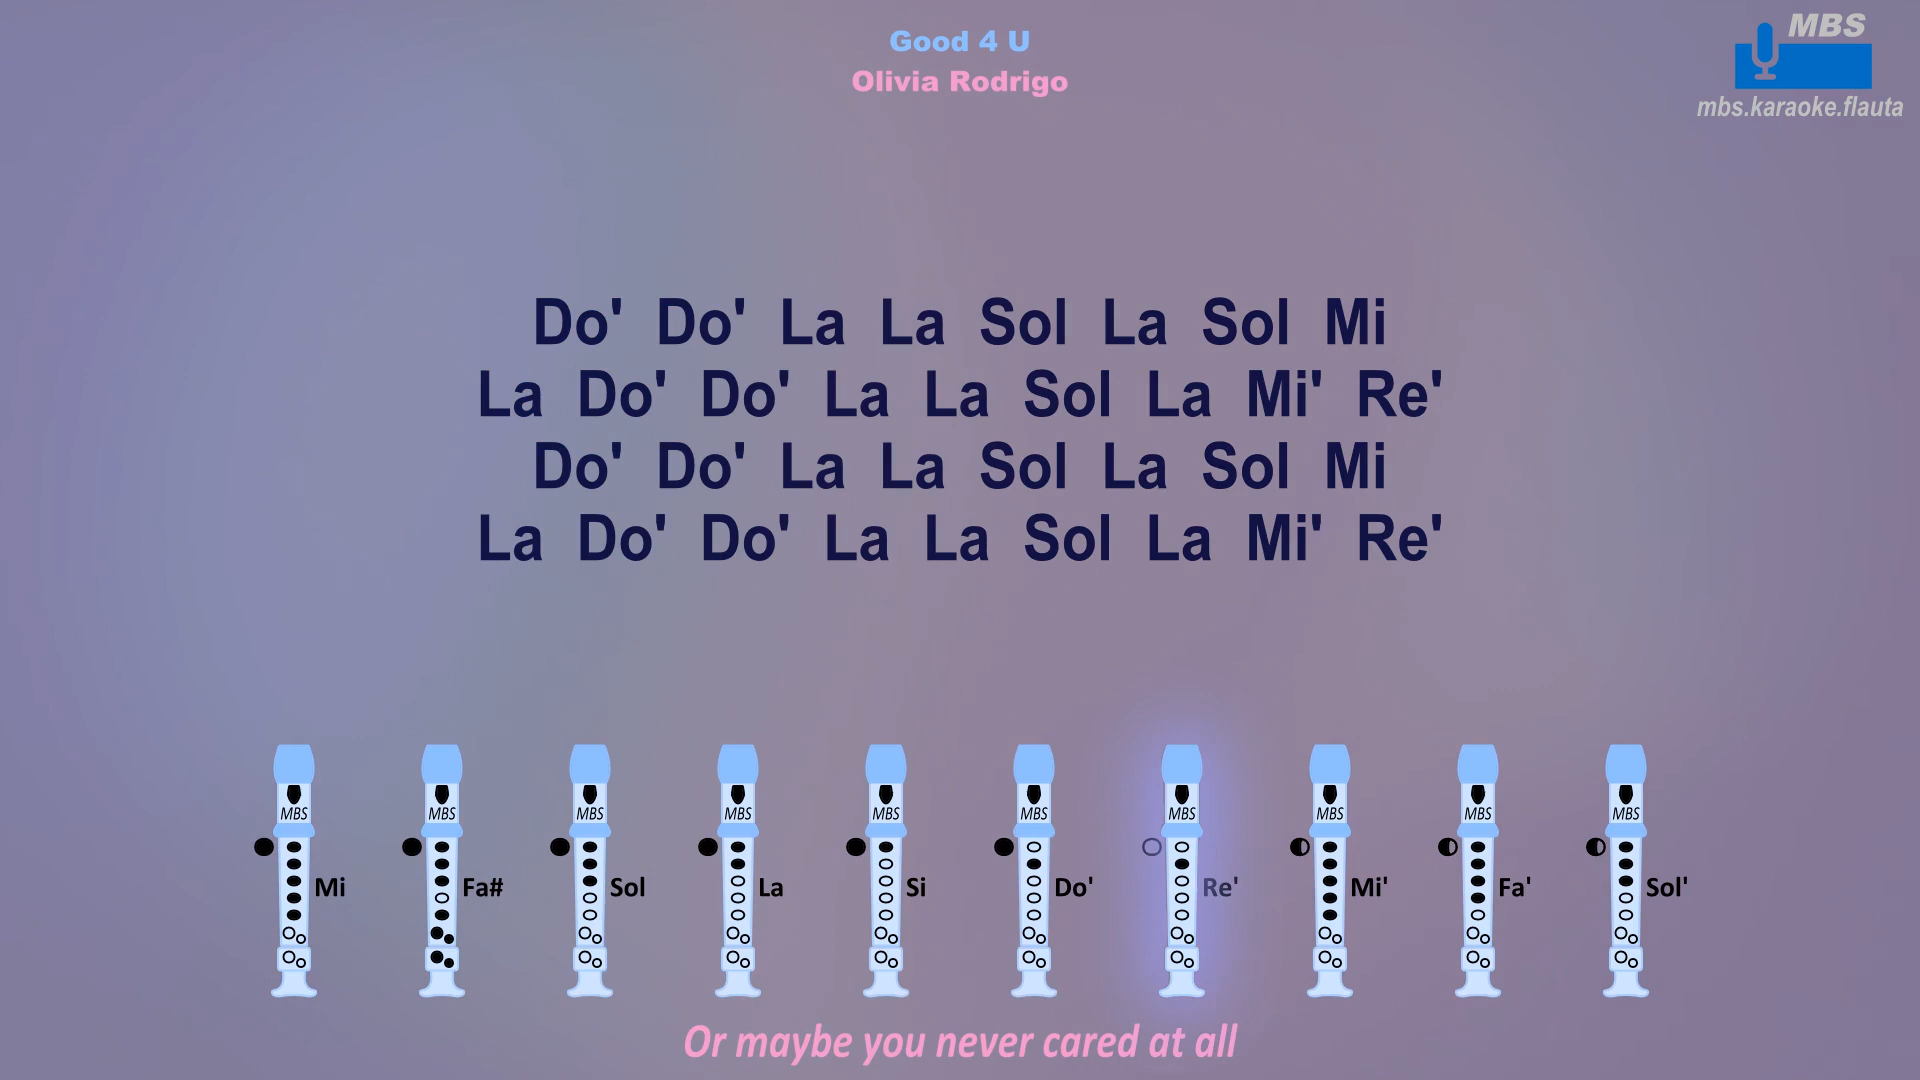 Good 4 U
Olivia Rodrigo
MBS
mbs.karaoke.flauta
Do' Do' La La Sol La Sol Mi
La Do' Do' La La Sol La Mi' Re'
Do' Do' La La Sol La Sol Mi
La Do' Do' La La Sol La Mi' Re'
MBS MBS MBS MBS MBS MBS MBS MBS MBS MBS
Mi Fa# Sol La Si Do' Re' Mi' Fa' Sol'
Or maybe you never cared at all